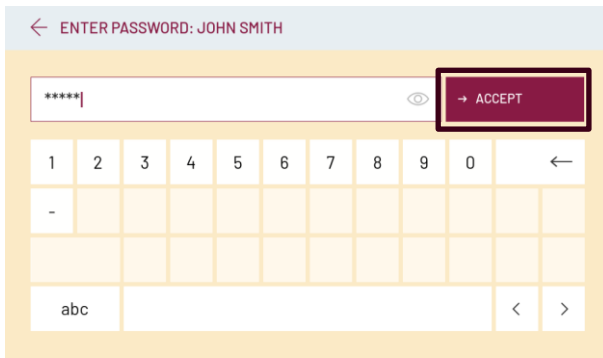 ← ENTER PASSWORD: JOHN SMITH
*****
→ ACCEPT
1 2 3 4 5 6 7 8 9 0 ←
-
abc < >